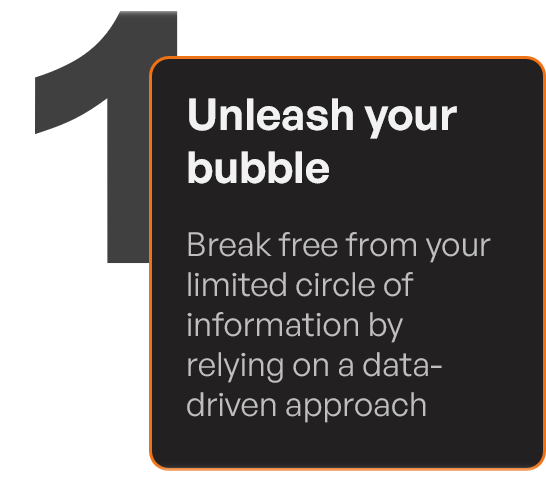 1
Unleash your
bubble
Break free from your
limited circle of
information by
relying on a data-
driven approach